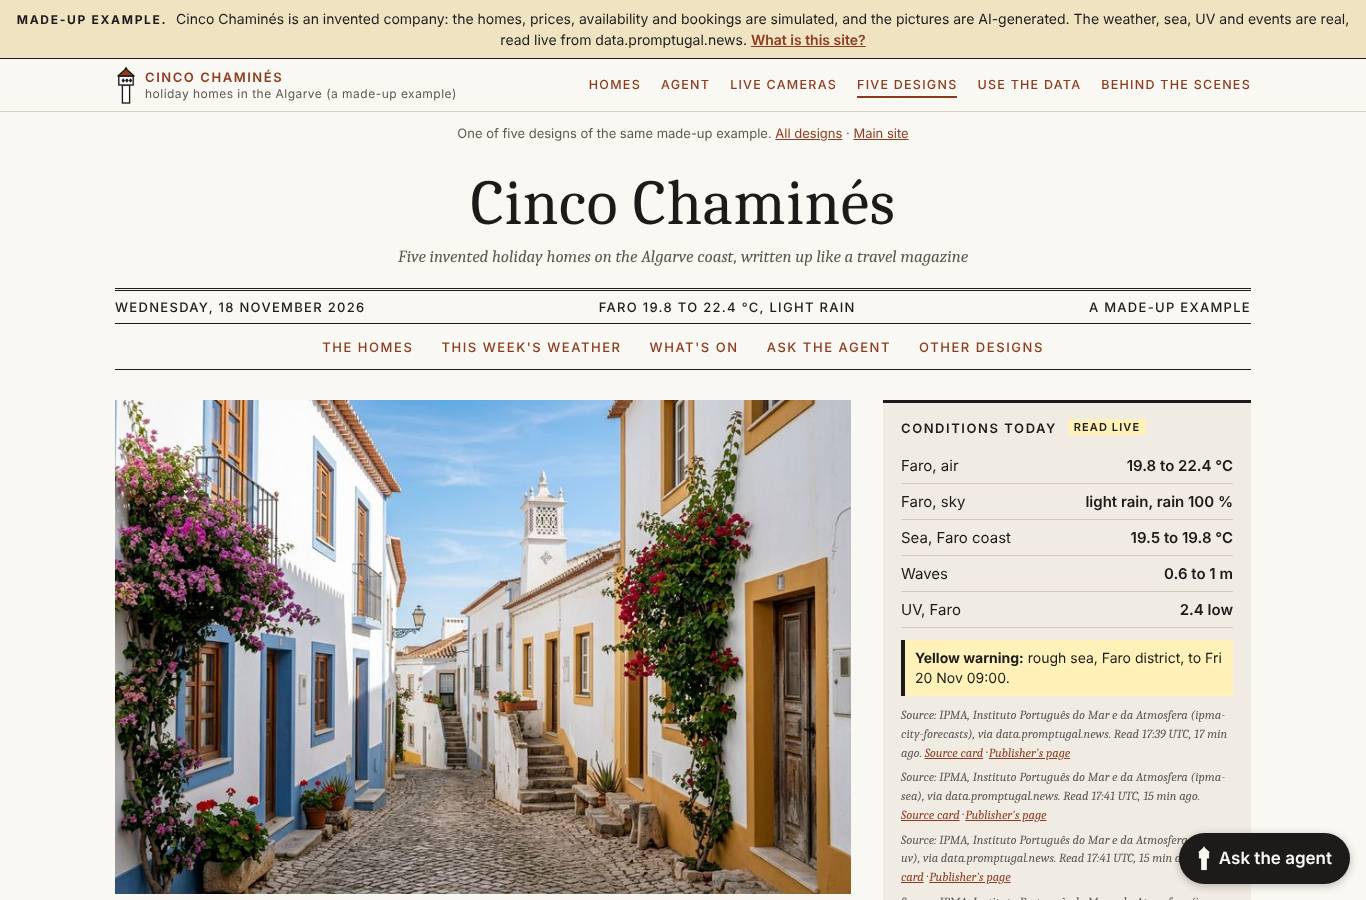 MADE-UP EXAMPLE. Cinco Chaminés is an invented company: the homes, prices, availability and bookings are simulated, and the pictures are AI-generated. The weather, sea, UV and events are real,
read live from data.promptugal.news. What is this site?
CINCO CHAMINÉS
holiday homes in the Algarve (a made-up example)
HOMES AGENT LIVE CAMERAS FIVE DESIGNS USE THE DATA BEHIND THE SCENES
One of five designs of the same made-up example. All designs · Main site
Cinco Chaminés
Five invented holiday homes on the Algarve coast, written up like a travel magazine
WEDNESDAY, 18 NOVEMBER 2026 FARO 19.8 TO 22.4 °C, LIGHT RAIN A MADE-UP EXAMPLE
THE HOMES THIS WEEK'S WEATHER WHAT'S ON ASK THE AGENT OTHER DESIGNS
CONDITIONS TODAY READ LIVE
Faro, air 19.8 to 22.4 °C
Faro, sky light rain, rain 100 %
Sea, Faro coast 19.5 to 19.8 °C
Waves 0.6 to 1 m
UV, Faro 2.4 low
Yellow warning: rough sea, Faro district, to Fri
20 Nov 09:00.
Source: IPMA, Instituto Português do Mar e da Atmosfera (ipma-
city-forecasts), via data.promptugal.news. Read 17:39 UTC, 17 min
ago. Source card · Publisher's page
Source: IPMA, Instituto Português do Mar e da Atmosfera (ipma-
sea), via data.promptugal.news. Read 17:41 UTC, 15 min ago.
Source card · Publisher's page
Source: IPMA, Instituto Português do Mar e da Atmosfera
uv), via data.promptugal.news. Read 17:41 UTC, 15 min
card · Publisher's page
Ask the agent